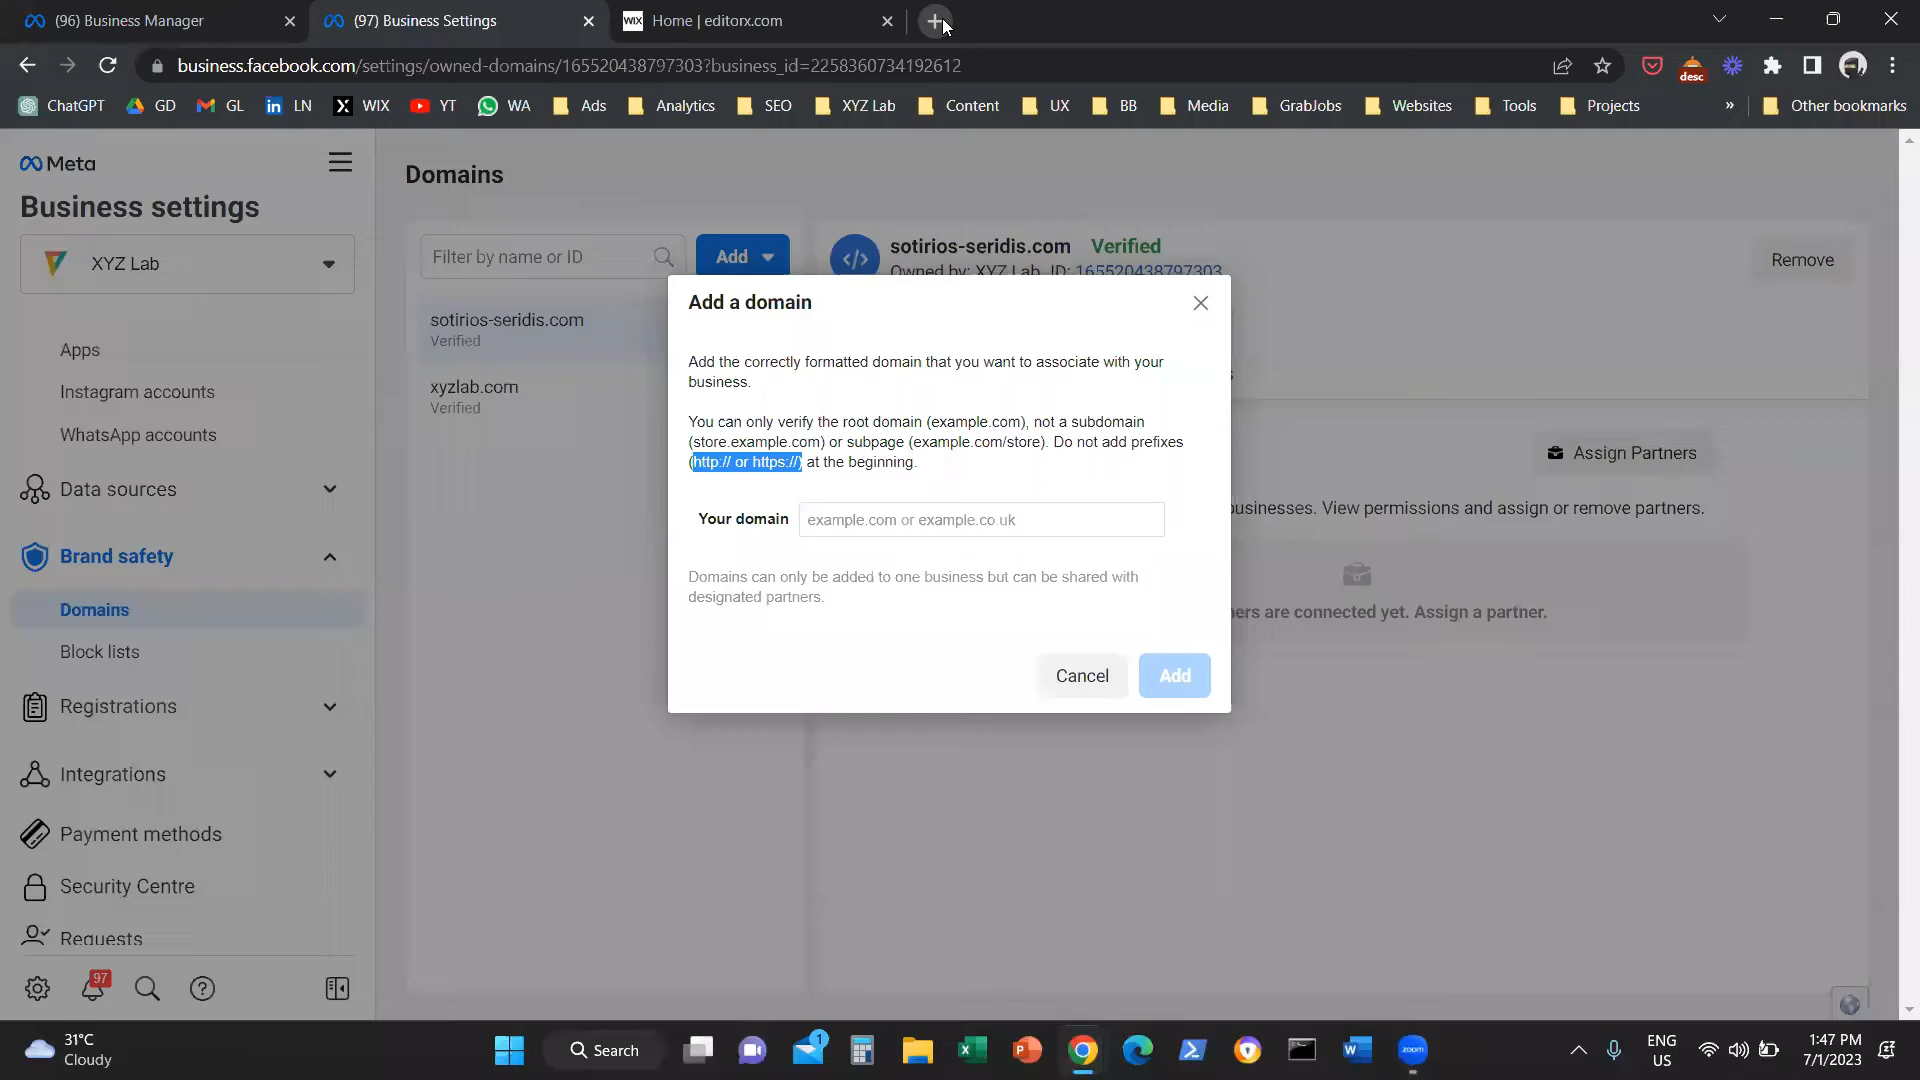 (96) Business Manager
(97) Business Settings
WIX
Home | editorx.com
business.facebook.com/settings/owned-domains/165520438797303?business_id=2258360734192612
desc
ChatGPT
GD
GL
LN
WIX
YT
WA
Ads
Analytics
SEO
XYZ Lab
Content
UX
BB
Media
GrabJobs
Websites
Tools
Projects
»
Other bookmarks
Meta
Business settings
XYZ Lab
Apps
Instagram accounts
WhatsApp accounts
Data sources
Brand safety
Domains
Block lists
Registrations
Integrations
Payment methods
Security Centre
Requests
97
Domains
Filter by name or ID
Add
sotirios-seridis.com
Verified
xyzlab.com
Verified
sotirios-seridis.com Verified
Owned by: XYZ Lab ID: 165520438797303
Remove
Assign Partners
usinesses. View permissions and assign or remove partners.
ers are connected yet. Assign a partner.
Add a domain
Add the correctly formatted domain that you want to associate with your
business.
You can only verify the root domain (example.com), not a subdomain
(store.example.com) or subpage (example.com/store). Do not add prefixes
(http:// or https://) at the beginning.
Your domain
example.com or example.co.uk
Domains can only be added to one business but can be shared with
designated partners.
Cancel
Add
31°C
Cloudy
Search
1
zoom
ENG
US
1:47 PM
7/1/2023